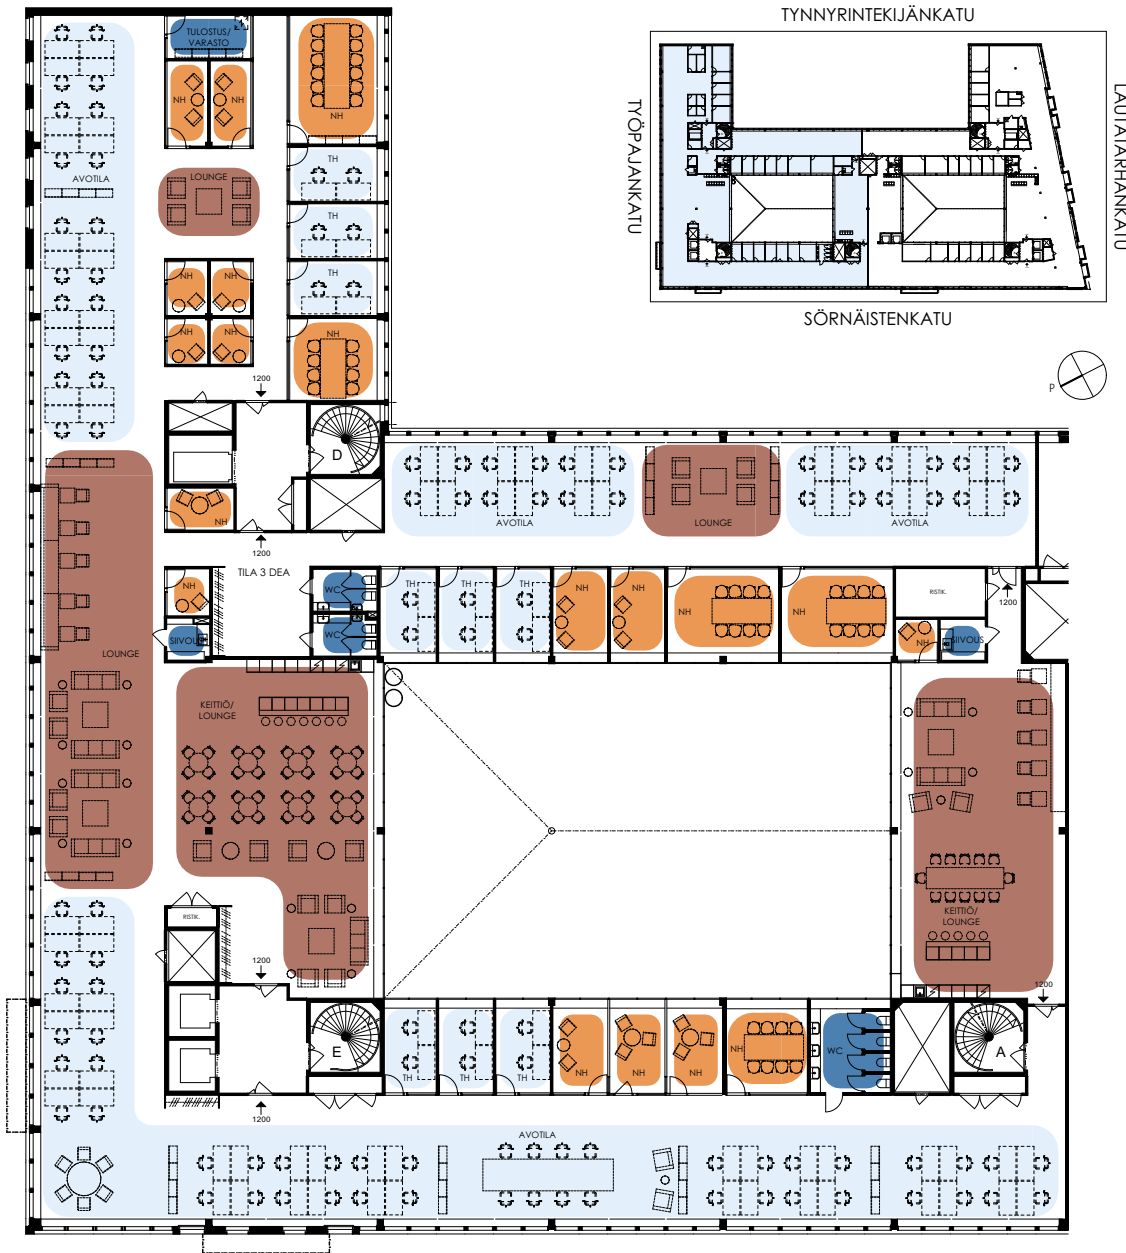 TYNNYRINTEKIJÄNKATU
TYÖPAJANKATU
LAUTATARHANKATU
SÖRNÄISTENKATU
P
TULOSTUS/
VARASTO
NH
NH
NH
AVOTILA
LOUNGE
TH
TH
TH
NH
NH
NH
NH
NH
1200
D
NH
1200
AVOTILA
LOUNGE
AVOTILA
TILA 3 DEA
NH
WC
TH
TH
TH
NH
NH
NH
NH
RISTIK.
1200
SIIVOUS
WC
NH
SIIVOUS
LOUNGE
KEITTIÖ/
LOUNGE
KEITTIÖ/
LOUNGE
RISTIK.
1200
1200
E
TH
TH
TH
NH
NH
NH
NH
WC
A
1200
AVOTILA